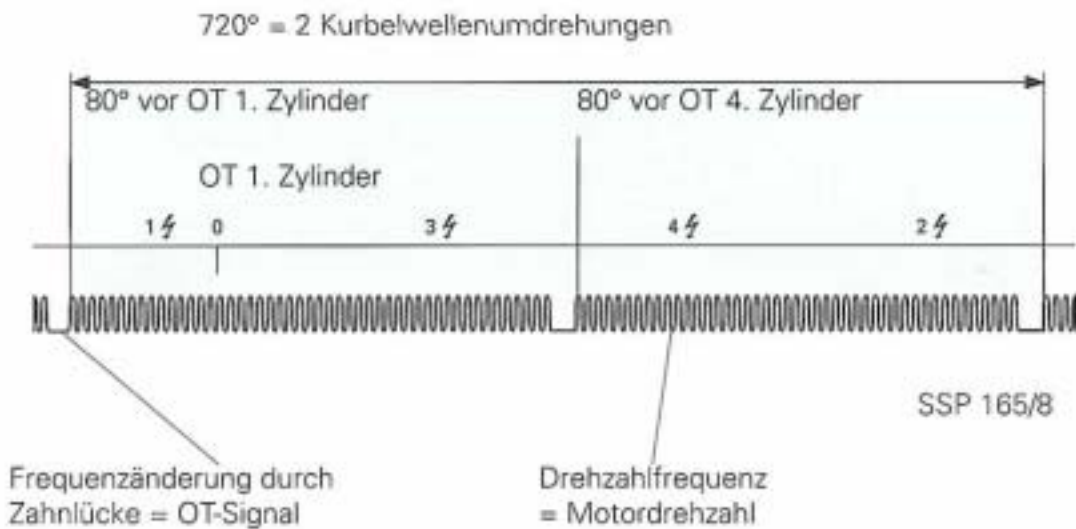 720° = 2 Kurbelwellenumdrehungen
80° vor OT 1. Zylinder
80° vor OT 4. Zylinder
OT 1. Zylinder
1 0 3 4 2
SSP 165/8
Frequenzänderung durch
Zahnlücke = OT-Signal
Drehzahlfrequenz
= Motordrehzahl